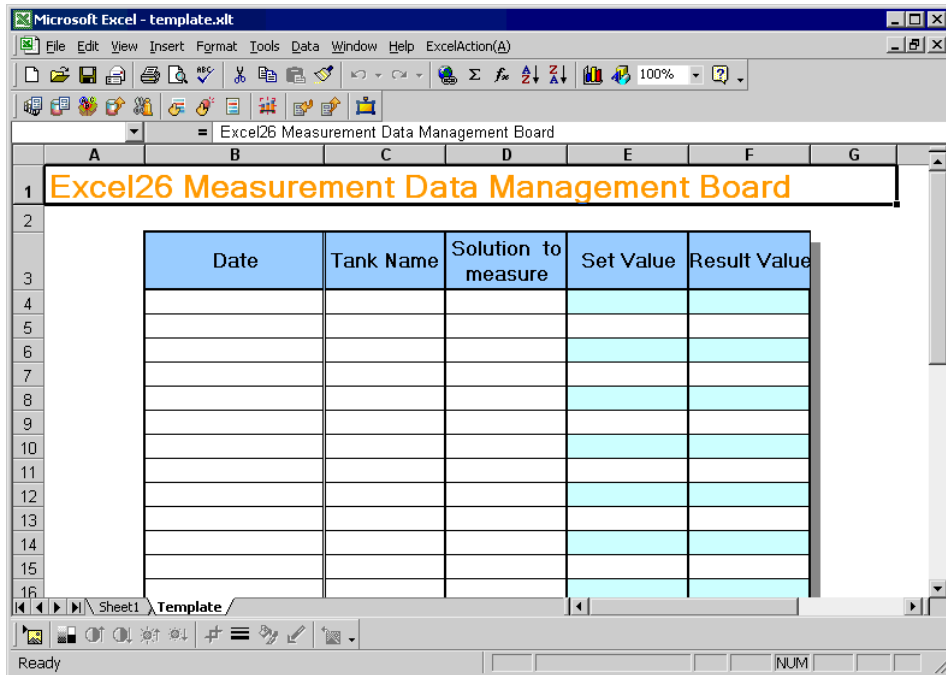 Microsoft Excel - template.xlt
File Edit View Insert Format Tools Data Window Help ExcelAction(A)
100%
= Excel26 Measurement Data Management Board
A B C D E F G
1 Excel26 Measurement Data Management Board
2
3 Date Tank Name Solution to measure Set Value Result Value
4
5
6
7
8
9
10
11
12
13
14
15
16
Sheet1 Template
Ready NUM